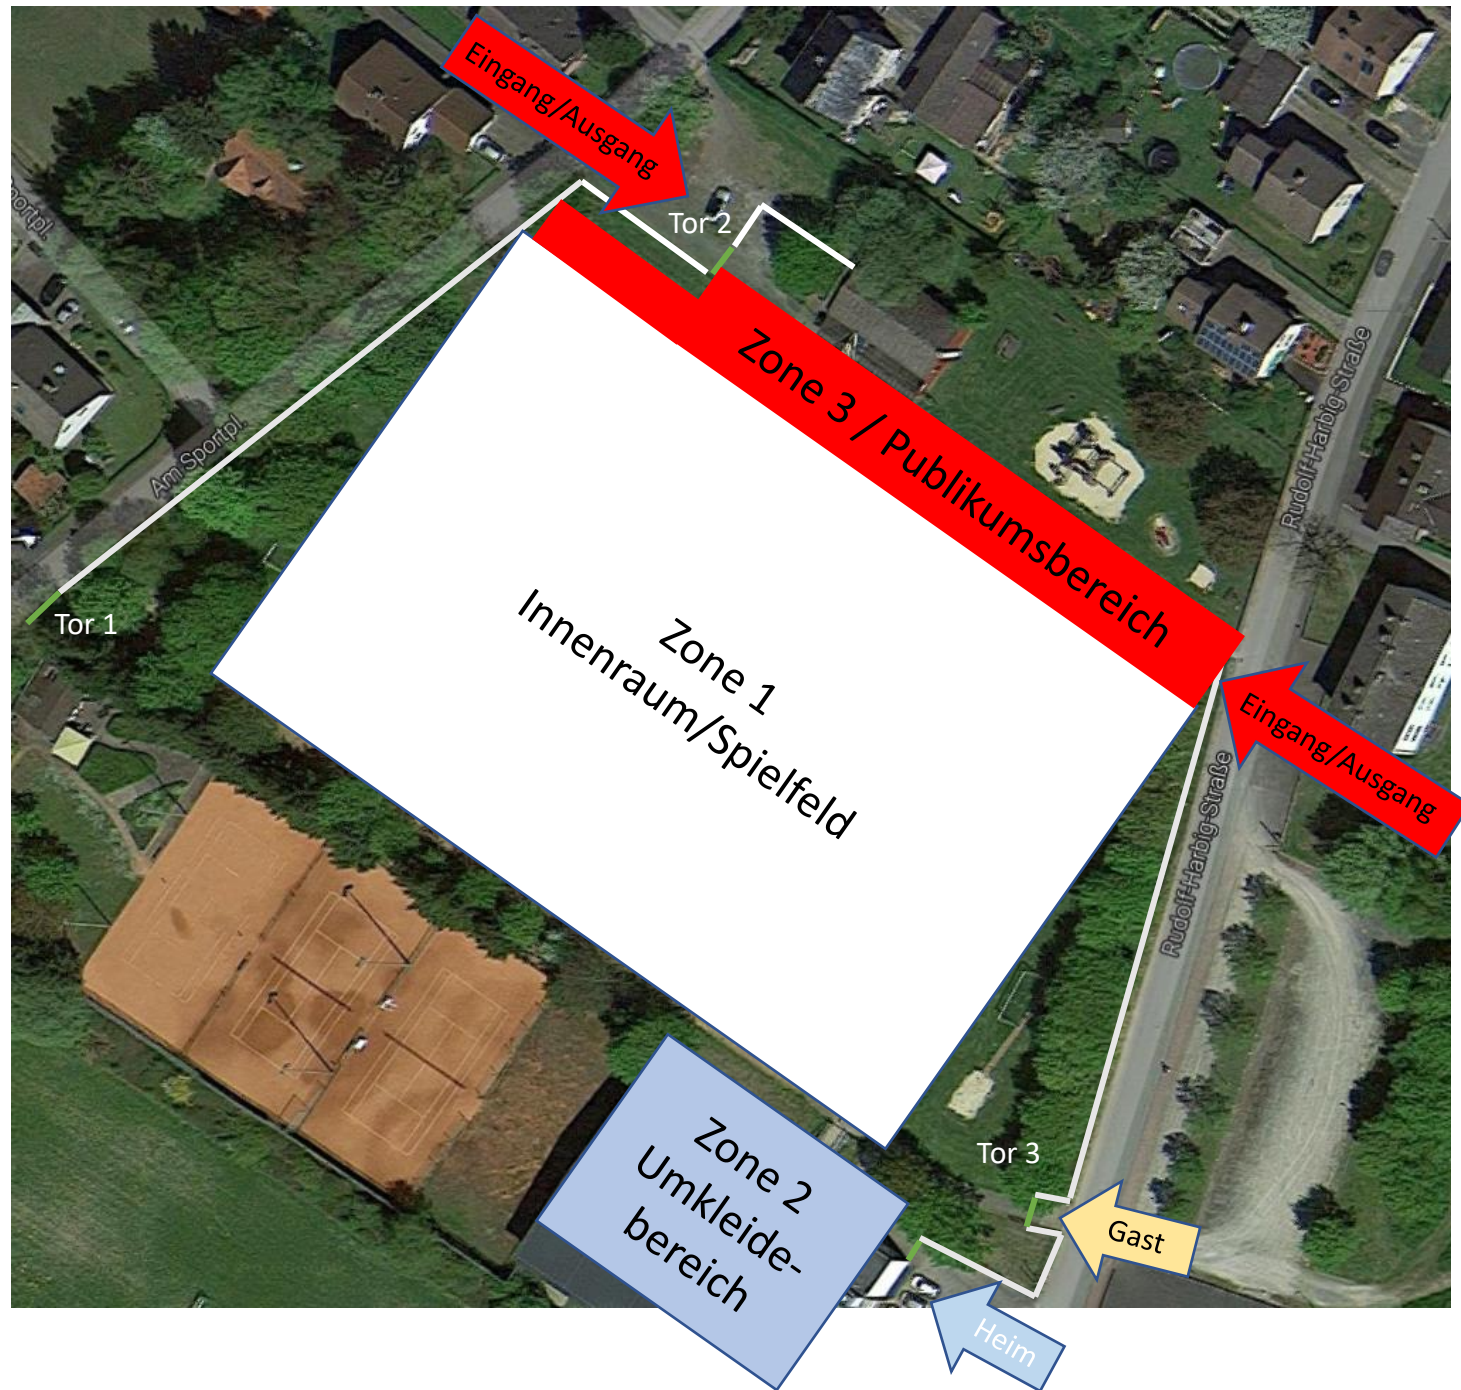 Eingang/Ausgang
Tor 2
Zone 3 / Publikumsbereich
Rudolf-Harbig-Straße
Am Sportpl.
Tor 1
Zone 1
Innenraum/Spielfeld
Eingang/Ausgang
Rudolf-Harbig-Straße
Tor 3
Zone 2
Umkleide-
bereich
Gast
Heim